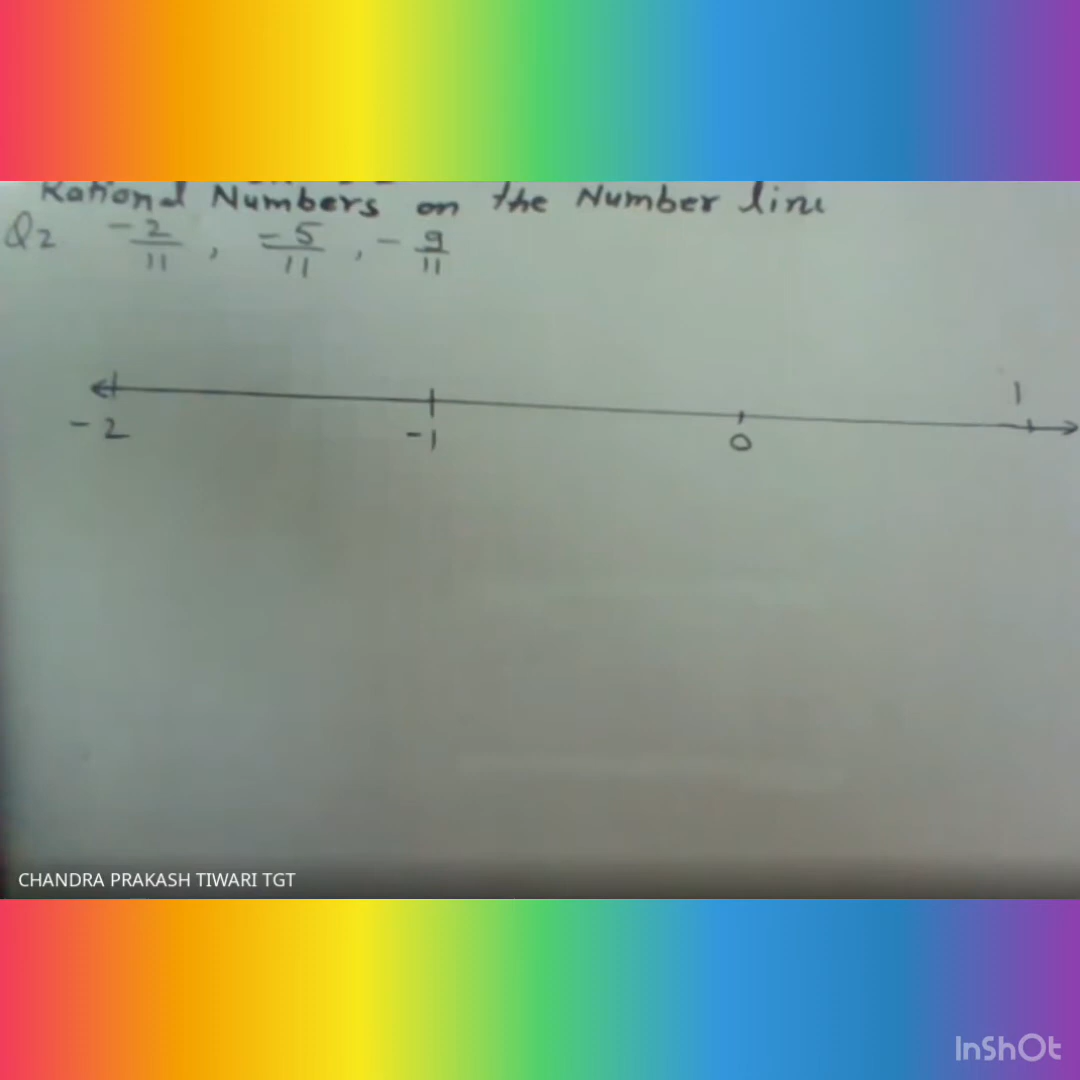 Rational Numbers on the Number line
Q2 -2/11, -5/11, -9/11
1
-2 -1 0
CHANDRA PRAKASH TIWARI TGT
InShOt